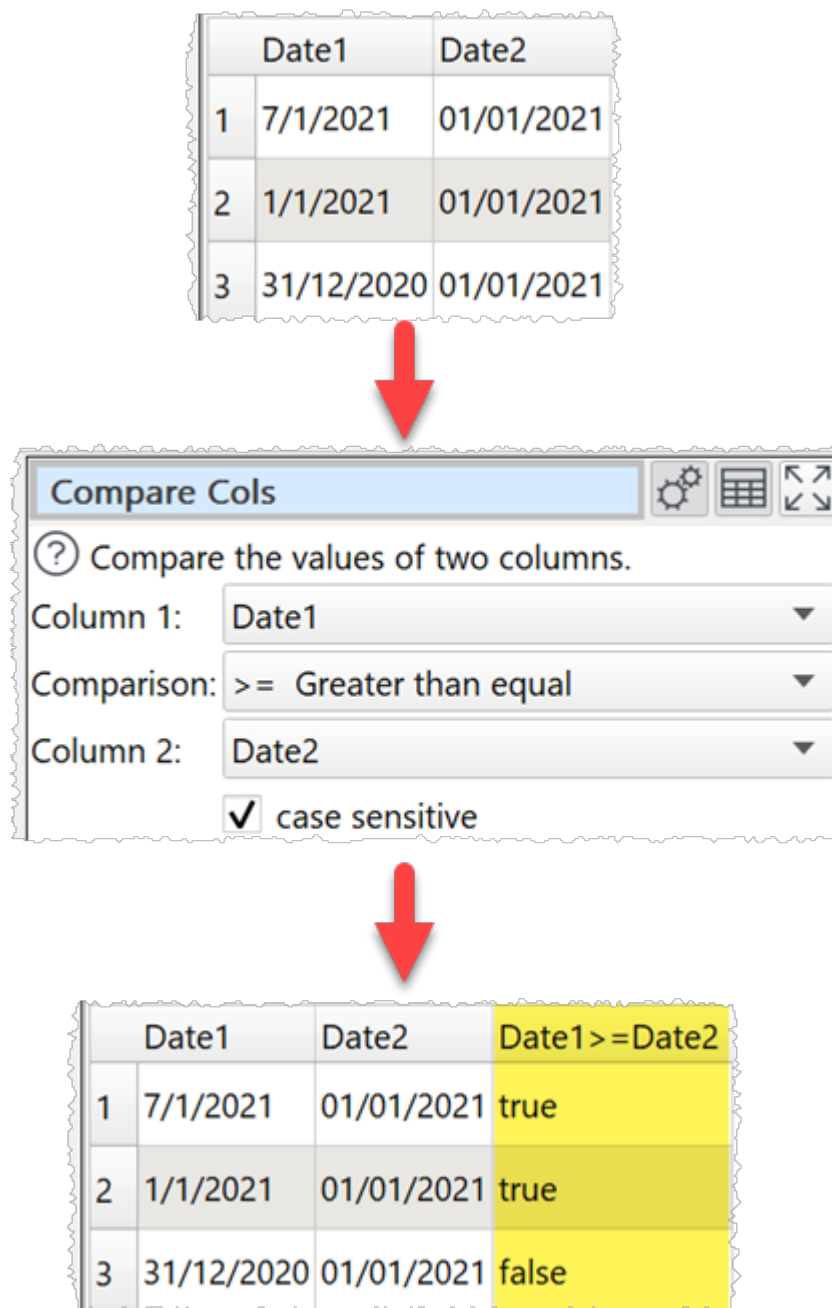 Date1 Date2
1 7/1/2021 01/01/2021
2 1/1/2021 01/01/2021
3 31/12/2020 01/01/2021
Compare Cols
? Compare the values of two columns.
Column 1: Date1
Comparison: >= Greater than equal
Column 2: Date2
case sensitive
Date1 Date2 Date1>=Date2
1 7/1/2021 01/01/2021 true
2 1/1/2021 01/01/2021 true
3 31/12/2020 01/01/2021 false